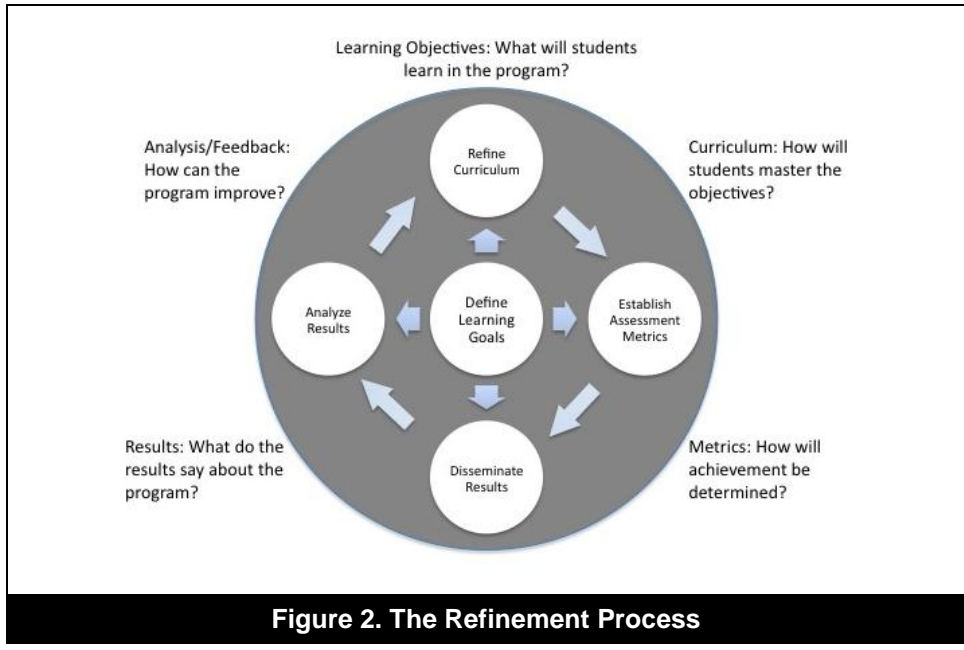 Learning Objectives: What will students
learn in the program?
Analysis/Feedback:
How can the
program improve?
Refine
Curriculum
Curriculum: How will
students master the
objectives?
Analyze
Results
Define
Learning
Goals
Establish
Assessment
Metrics
Results: What do the
results say about the
program?
Disseminate
Results
Metrics: How will
achievement be
determined?
Figure 2. The Refinement Process